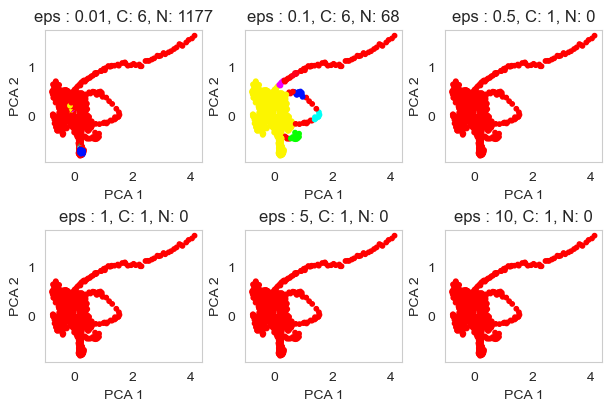 eps : 0.01, C: 6, N: 1177
eps : 0.1, C: 6, N: 68
eps : 0.5, C: 1, N: 0
PCA 2
1
0
PCA 2
1
0
PCA 2
1
0
0 2 4
0 2 4
0 2 4
PCA 1
PCA 1
PCA 1
eps : 1, C: 1, N: 0
eps : 5, C: 1, N: 0
eps : 10, C: 1, N: 0
PCA 2
1
0
PCA 2
1
0
PCA 2
1
0
0 2 4
0 2 4
0 2 4
PCA 1
PCA 1
PCA 1